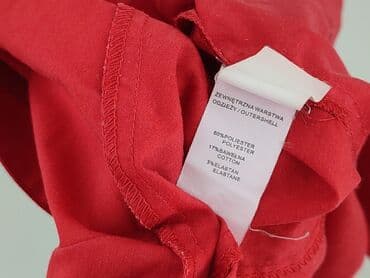 ZEWNĘTRZNA WARSTWA
ODZIEŻY / OUTERSHELL
80%POLIESTER
POLYESTER
17%BAWEŁNA
COTTON
3%ELASTAN
ELASTANE